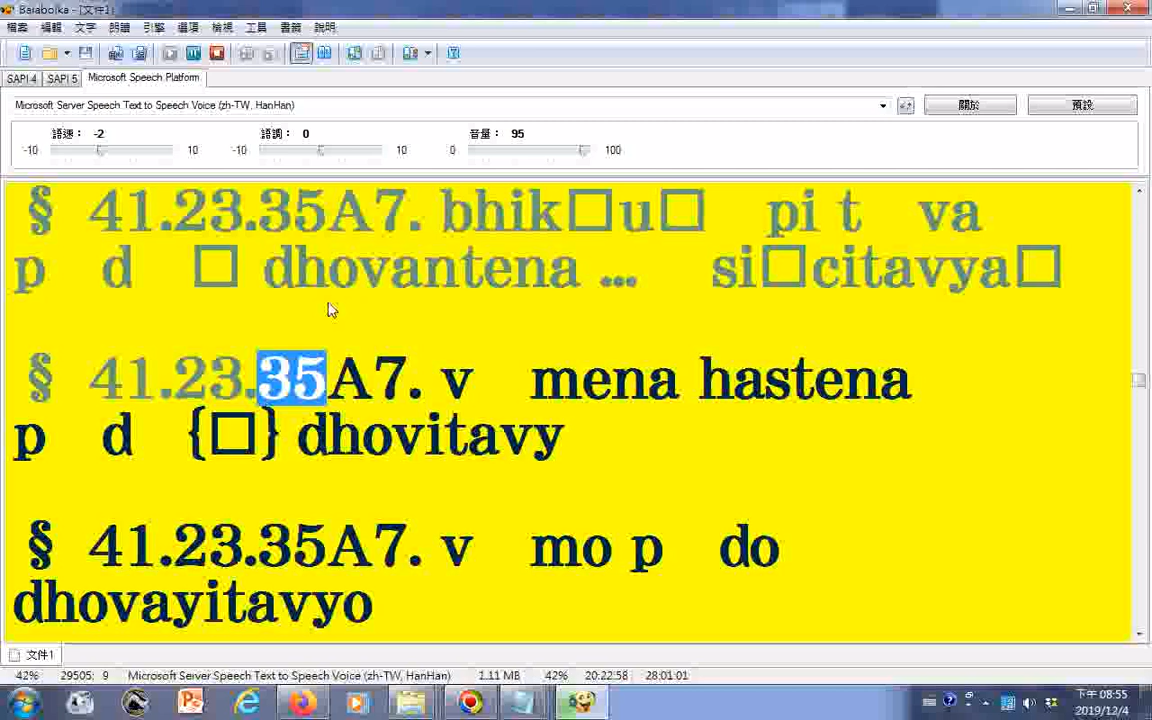 Balabolka - [文件1]
檔案 編輯 文字 朗讀 引擎 選項 檢視 工具 書籤 說明
SAPI 4 SAPI 5 Microsoft Speech Platform
Microsoft Server Speech Text to Speech Voice (zh-TW, HanHan) 關於 預設
語速： -2 語調： 0 音量： 95
-10 10 -10 10 0 100
§ 41.23.35A7. bhik□u□ pi t va
p d □ dhovantena ... si□citavya□
§ 41.23.35A7. v mena hastena
p d {□} dhovitavy
§ 41.23.35A7. v mo p do
dhovayitavyo
文件1
42% 29505: 9 Microsoft Server Speech Text to Speech Voice (zh-TW, HanHan) 1.11 MB 42% 20:22:58 28:01:01
下午 08:55
2019/12/4